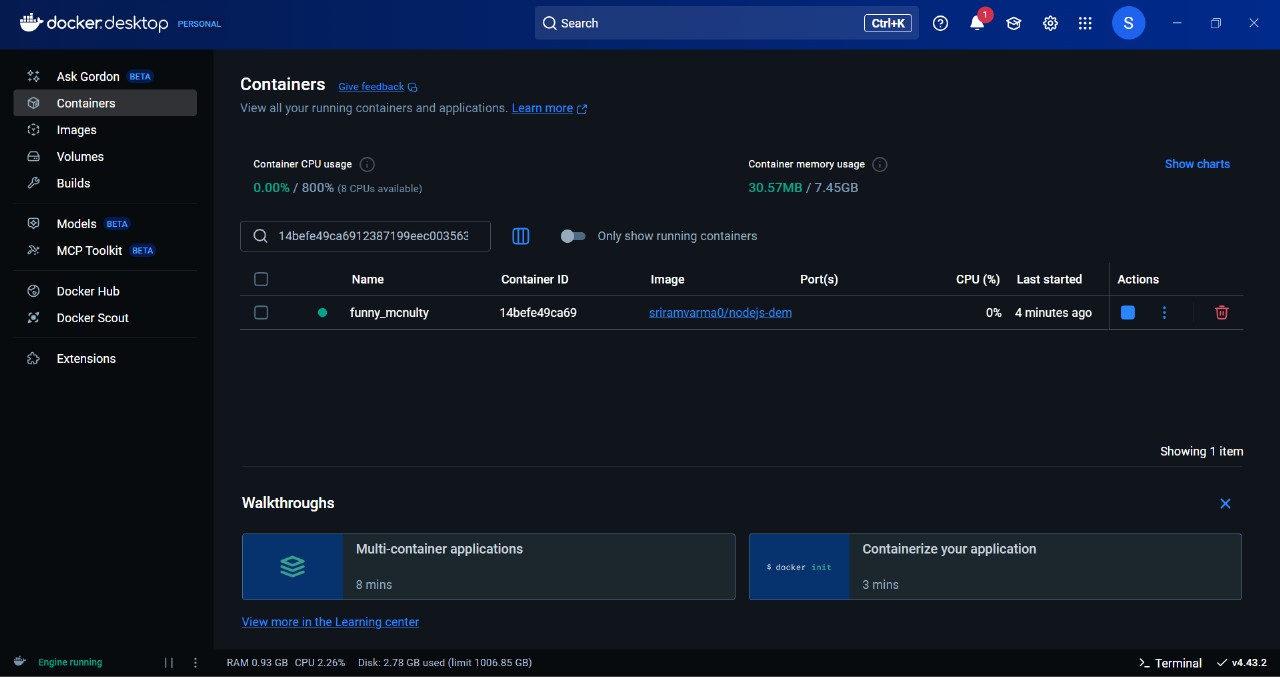 docker.desktop PERSONAL Search Ctrl+K 1 S
Ask Gordon BETA
Containers
Images
Volumes
Builds
Models BETA
MCP Toolkit BETA
Docker Hub
Docker Scout
Extensions
Containers Give feedback
View all your running containers and applications. Learn more
Container CPU usage
0.00% / 800% (8 CPUs available)
Container memory usage
30.57MB / 7.45GB
Show charts
14befe49ca6912387199eec003563
Only show running containers
Name Container ID Image Port(s) CPU (%) Last started Actions
funny_mcnulty 14befe49ca69 sriramvarma0/nodejs-dem 0% 4 minutes ago
Showing 1 item
Walkthroughs
Multi-container applications
8 mins
$ docker init
Containerize your application
3 mins
View more in the Learning center
Engine running RAM 0.93 GB CPU 2.26% Disk: 2.78 GB used (limit 1006.85 GB) Terminal v4.43.2